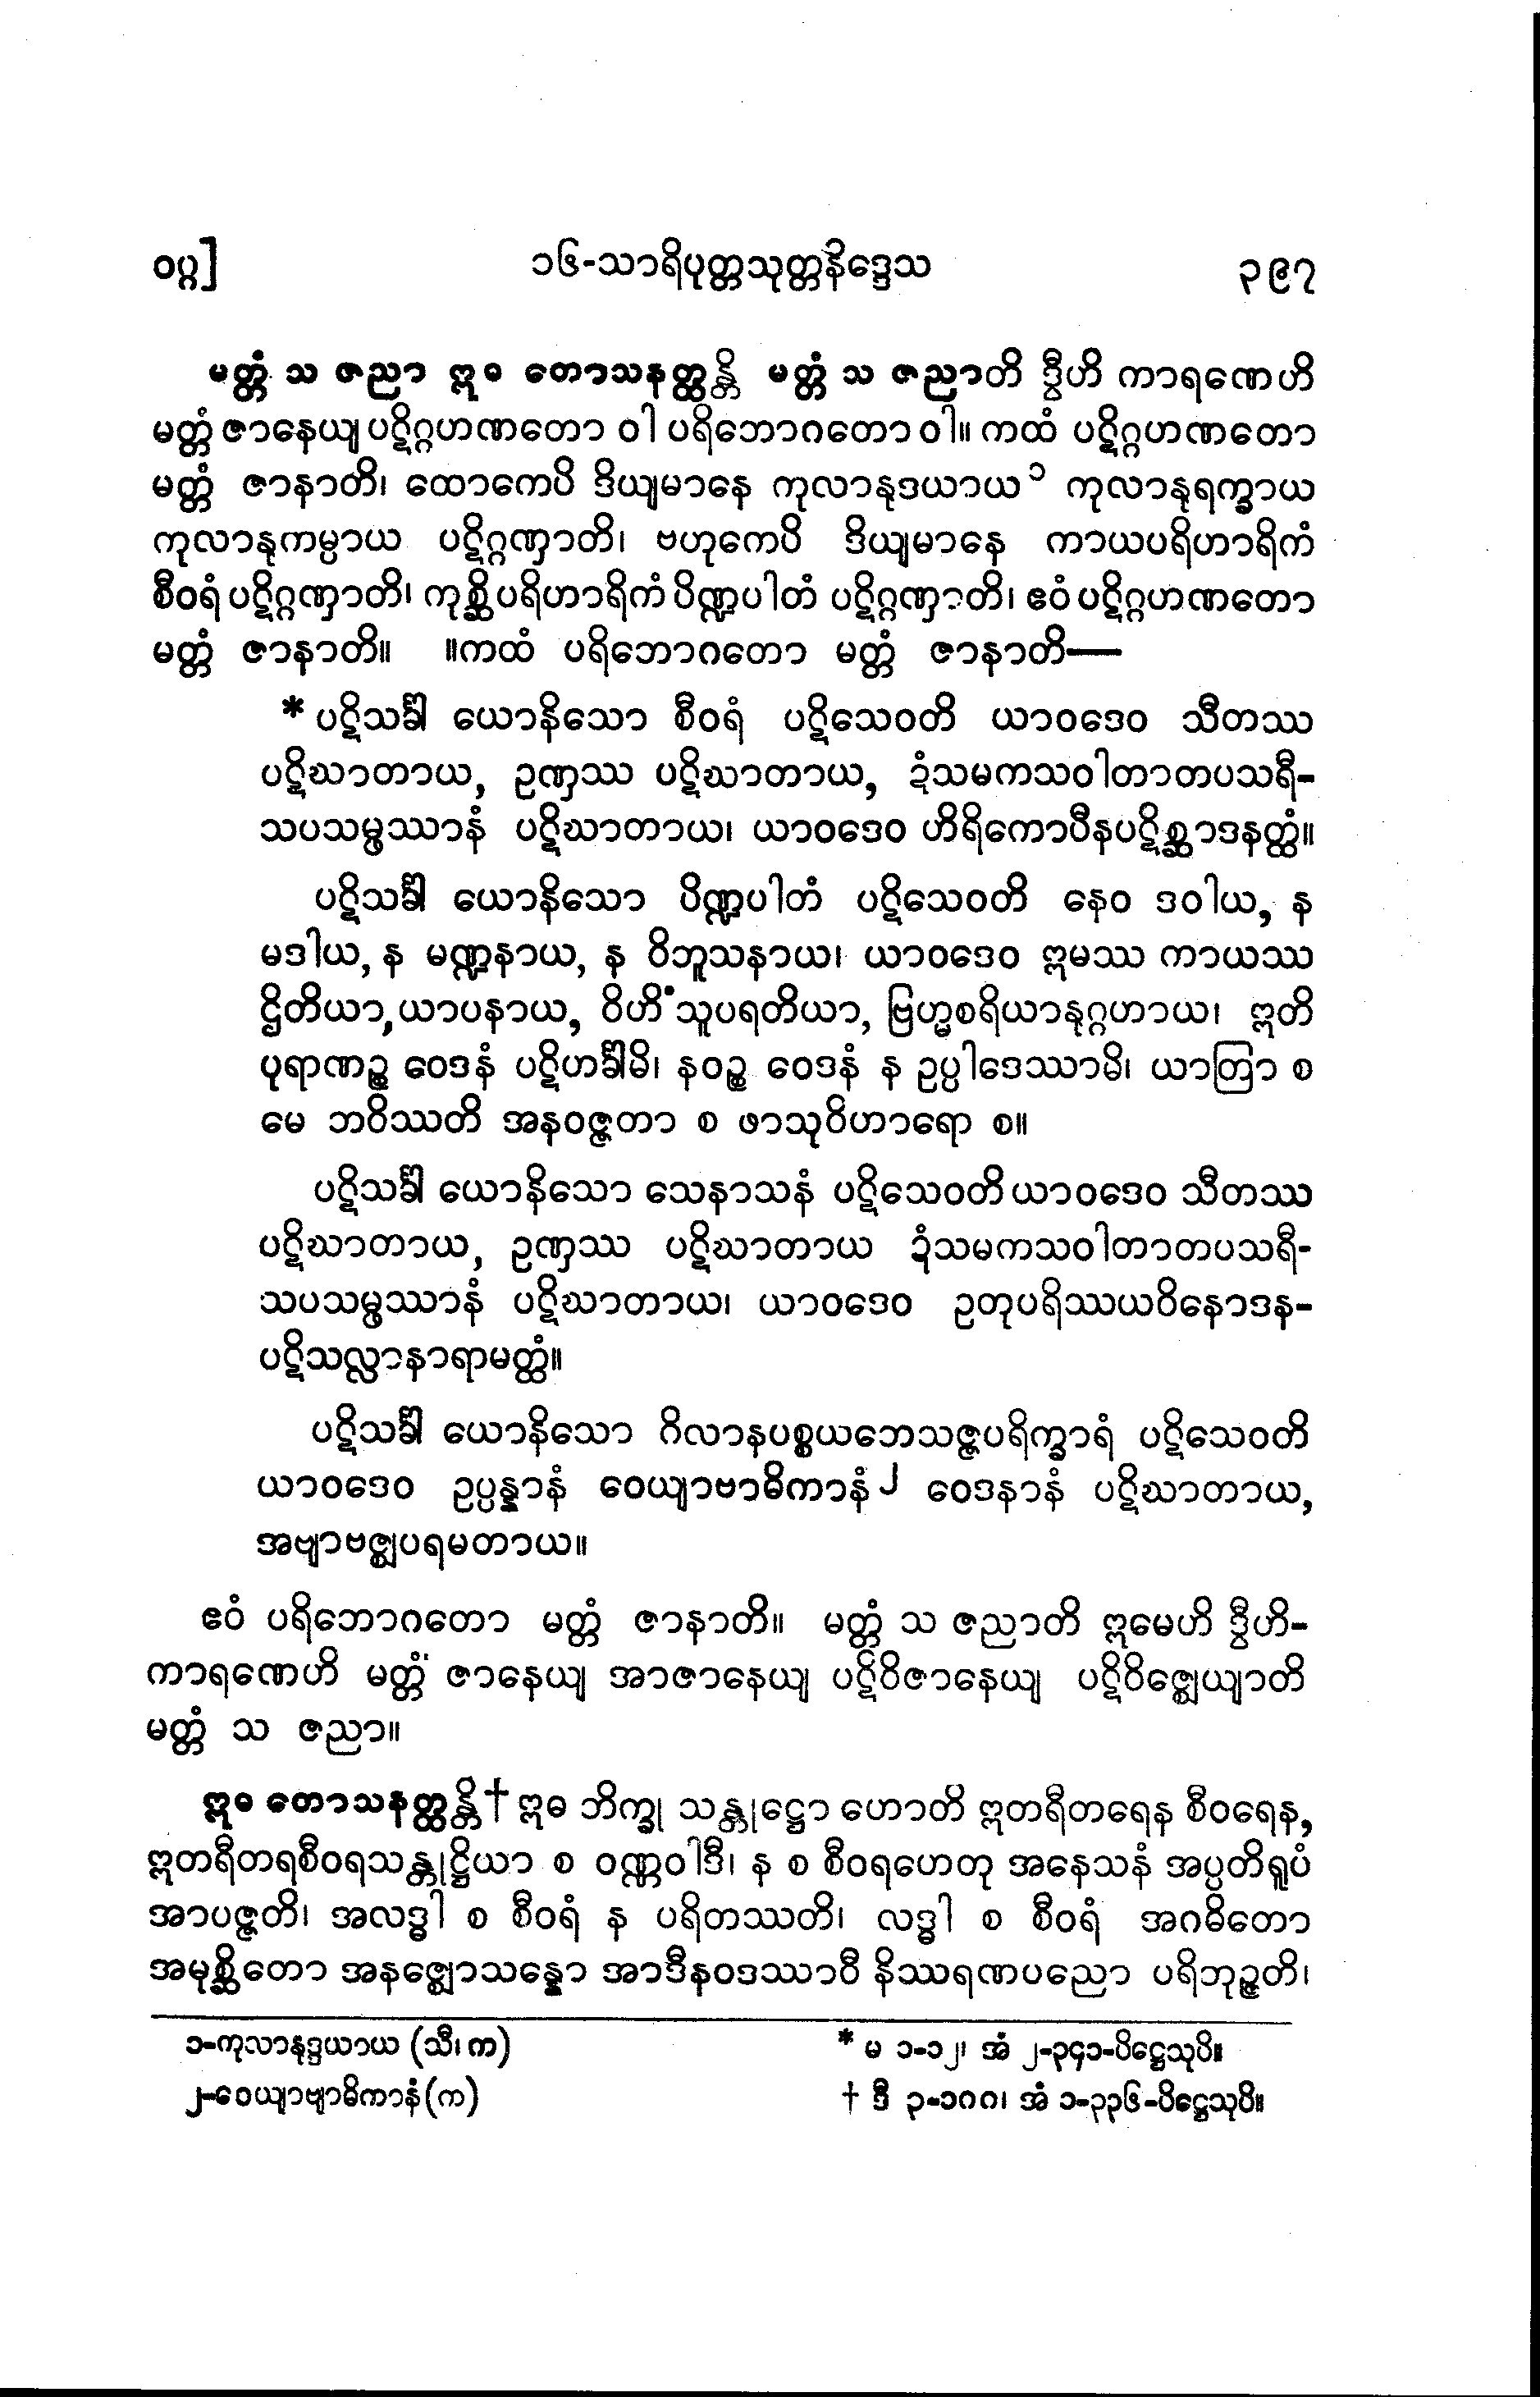 ဝဂ္ဂ] ၁၆-သာရိပုတ္တသုတ္တနိဒ္ဒေသ ၃၉၇
မတ္တံ သ ဇညာ ဣဓ တောသနတ္ထန္တိ မတ္တံ သ ဇညာတိ ဒွီဟိ ကာရဏေဟိ
မတ္တံ ဇာနေယျ ပဋိဂ္ဂဟဏတော ဝါ ပရိဘောဂတော ဝါ။ ကထံ ပဋိဂ္ဂဟဏတော
မတ္တံ ဇာနာတိ၊ ထောကေပိ ဒိယျမာနေ ကုလာနုဒယာယ၁ ကုလာနုရက္ခာယ
ကုလာနုကမ္ပာယ ပဋိဂ္ဂဏှာတိ၊ ဗဟုကေပိ ဒိယျမာနေ ကာယပရိဟာရိကံ
စီဝရံ ပဋိဂ္ဂဏှာတိ၊ ကုစ္ဆိပရိဟာရိကံ ပိဏ္ဍပါတံ ပဋိဂ္ဂဏှာတိ၊ ဧဝံ ပဋိဂ္ဂဟဏတော
မတ္တံ ဇာနာတိ။ ။ကထံ ပရိဘောဂတော မတ္တံ ဇာနာတိ—
* ပဋိသင်္ခါ ယောနိသော စီဝရံ ပဋိသေဝတိ ယာဝဒေဝ သီတဿ
ပဋိဃာတာယ, ဥဏှဿ ပဋိဃာတာယ, ဍံသမကသဝါတာတပသရီ-
သပသမ္ဖဿာနံ ပဋိဃာတာယ၊ ယာဝဒေဝ ဟိရိကောပီနပဋိစ္ဆာဒနတ္ထံ။
ပဋိသင်္ခါ ယောနိသော ပိဏ္ဍပါတံ ပဋိသေဝတိ နေဝ ဒဝါယ, န
မဒါယ, န မဏ္ဍနာယ, န ဝိဘူသနာယ၊ ယာဝဒေဝ ဣမဿ ကာယဿ
ဌိတိယာ, ယာပနာယ, ဝိဟိံသူပရတိယာ, ဗြဟ္မစရိယာနုဂ္ဂဟာယ၊ ဣတိ
ပုရာဏဉ္စ ဝေဒနံ ပဋိဟင်္ခါမိ၊ နဝဉ္စ ဝေဒနံ န ဥပ္ပါဒေဿာမိ၊ ယာတြာ စ
မေ ဘဝိဿတိ အနဝဇ္ဇတာ စ ဖာသုဝိဟာရော စ။
ပဋိသင်္ခါ ယောနိသော သေနာသနံ ပဋိသေဝတိ ယာဝဒေဝ သီတဿ
ပဋိဃာတာယ, ဥဏှဿ ပဋိဃာတာယ ဍံသမကသဝါတာတပသရီ-
သပသမ္ဖဿာနံ ပဋိဃာတာယ၊ ယာဝဒေဝ ဥတုပရိဿယဝိနောဒန-
ပဋိသလ္လာနာရာမတ္ထံ။
ပဋိသင်္ခါ ယောနိသော ဂိလာနပစ္စယဘေသဇ္ဇပရိက္ခာရံ ပဋိသေဝတိ
ယာဝဒေဝ ဥပ္ပန္နာနံ ဝေယျာဗာဓိကာနံ၂ ဝေဒနာနံ ပဋိဃာတာယ,
အဗျာဗဇ္ဈပရမတာယ။
ဧဝံ ပရိဘောဂတော မတ္တံ ဇာနာတိ။ မတ္တံ သ ဇညာတိ ဣမေဟိ ဒွီဟိ-
ကာရဏေဟိ မတ္တံ ဇာနေယျ အာဇာနေယျ ပဋိဝိဇာနေယျ ပဋိဝိဇ္ဈေယျာတိ
မတ္တံ သ ဇညာ။
ဣဓ တောသနတ္ထန္တိ† ဣဓ ဘိက္ခု သန္တုဋ္ဌော ဟောတိ ဣတရီတရေန စီဝရေန,
ဣတရီတရစီဝရသန္တုဋ္ဌိယာ စ ဝဏ္ဏဝါဒီ၊ န စ စီဝရဟေတု အနေသနံ အပ္ပတိရူပံ
အာပဇ္ဇတိ၊ အလဒ္ဓါ စ စီဝရံ န ပရိတဿတိ၊ လဒ္ဓါ စ စီဝရံ အဂဓိတော
အမုစ္ဆိတော အနဇ္ဈောသန္နော အာဒီနဝဒဿာဝီ နိဿရဏပညော ပရိဘုဉ္ဇတိ၊
၁-ကုလာနုဒ္ဒယာယ (သီ၊ က) * မ ၁-၁၂၊ အံ ၂-၃၄၁-ပိဋ္ဌေသုပိ။
၂-ဝေယျာဗျာဓိကာနံ (က) † ဒီ ၃-၁၈၈၊ အံ ၁-၃၃၆-ပိဋ္ဌေသုပိ။